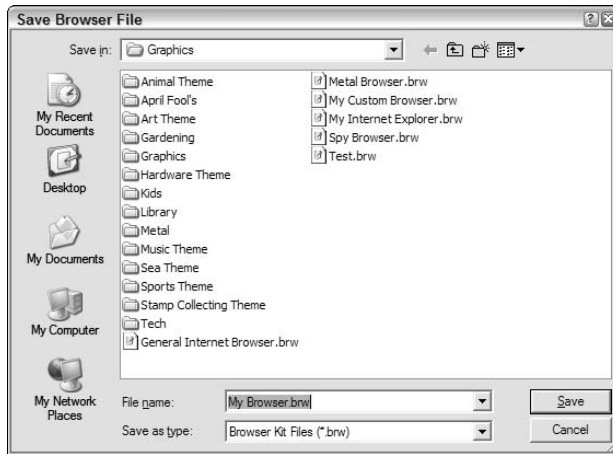 Save Browser File
Save in: Graphics
My Recent Documents
Desktop
My Documents
My Computer
My Network Places
Animal Theme
April Fool's
Art Theme
Gardening
Graphics
Hardware Theme
Kids
Library
Metal
Music Theme
Sea Theme
Sports Theme
Stamp Collecting Theme
Tech
General Internet Browser.brw
Metal Browser.brw
My Custom Browser.brw
My Internet Explorer.brw
Spy Browser.brw
Test.brw
File name: My Browser.brw
Save
Save as type: Browser Kit Files (*.brw)
Cancel